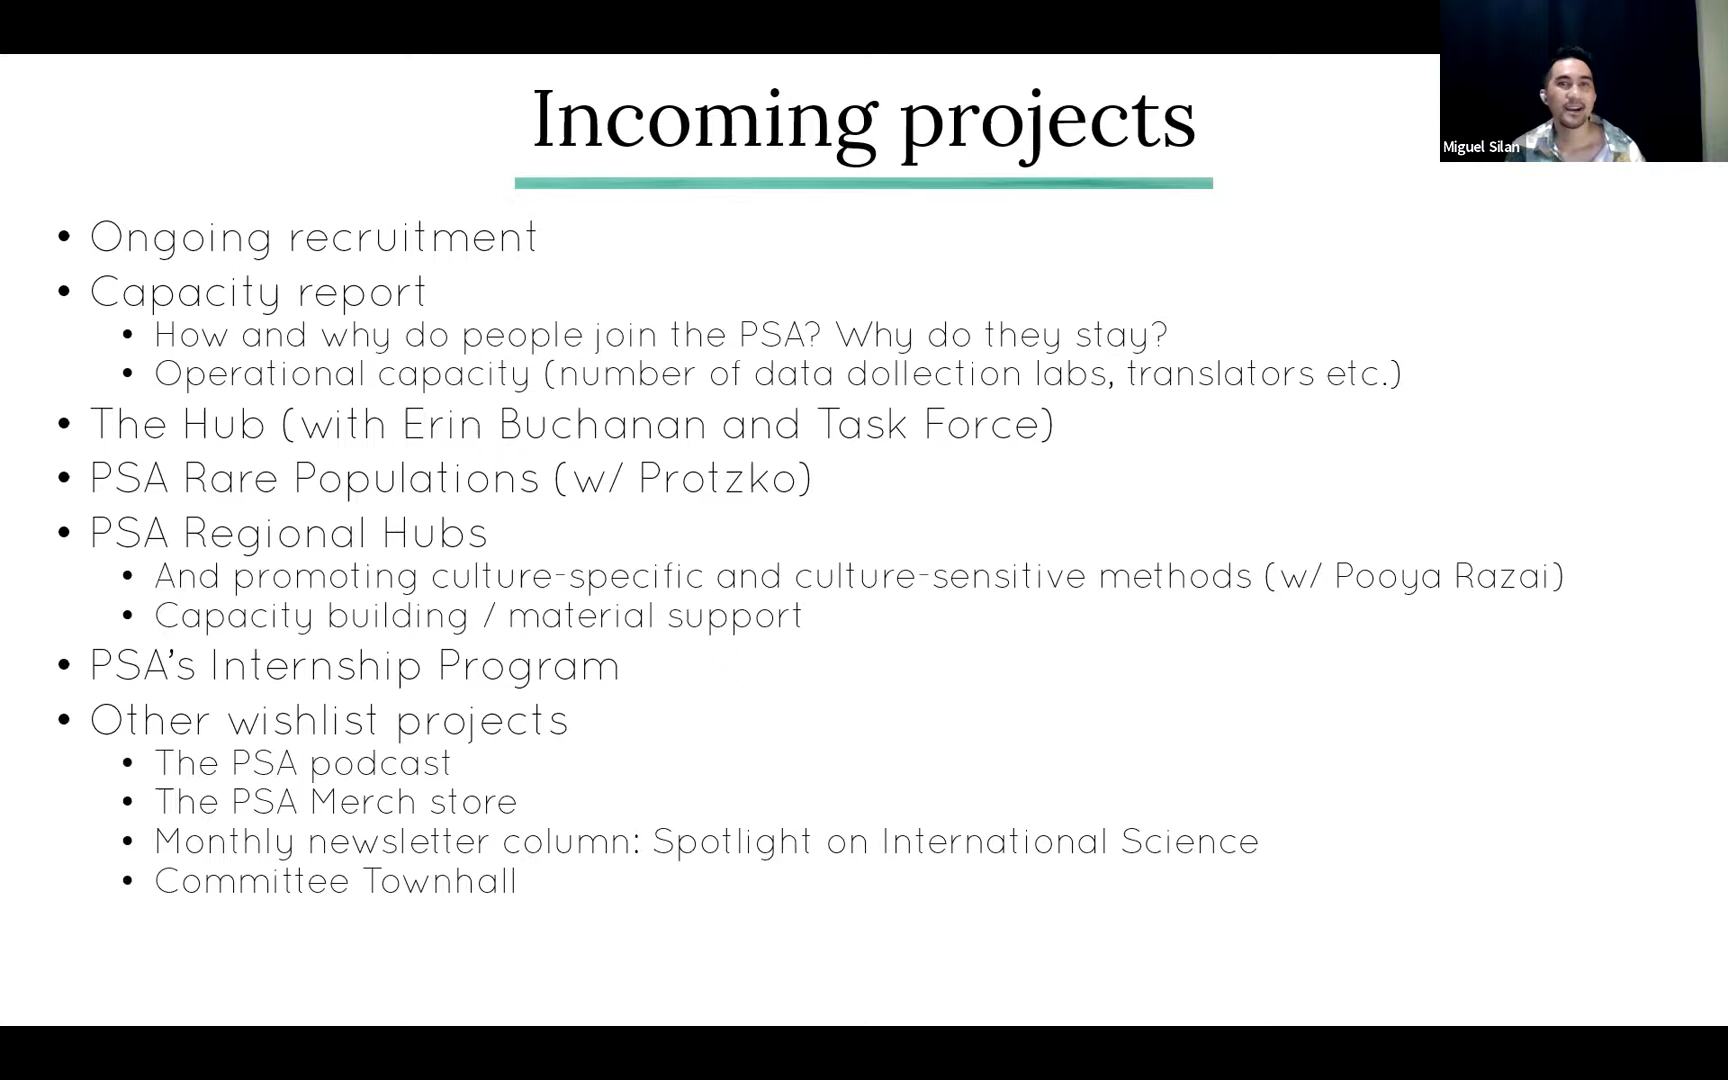 Incoming projects
Miguel Silan
• Ongoing recruitment
• Capacity report
• How and why do people join the PSA? Why do they stay?
• Operational capacity (number of data dollection labs, translators etc.)
• The Hub (with Erin Buchanan and Task Force)
• PSA Rare Populations (w/ Protzko)
• PSA Regional Hubs
• And promoting culture-specific and culture-sensitive methods (w/ Pooya Razai)
• Capacity building / material support
• PSA’s Internship Program
• Other wishlist projects
• The PSA podcast
• The PSA Merch store
• Monthly newsletter column: Spotlight on International Science
• Committee Townhall